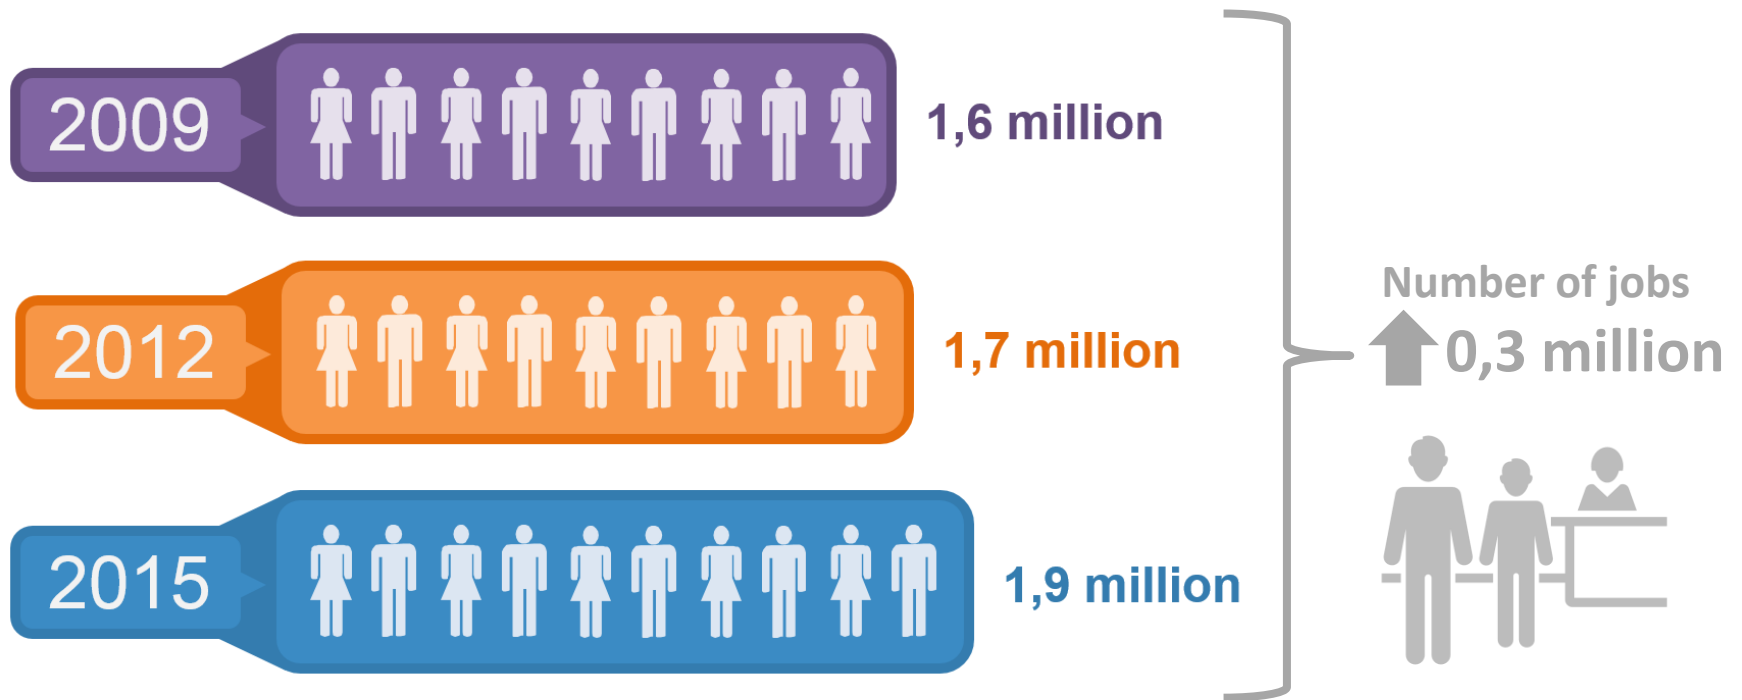 2009
1,6 million
2012
1,7 million
2015
1,9 million
Number of jobs
0,3 million